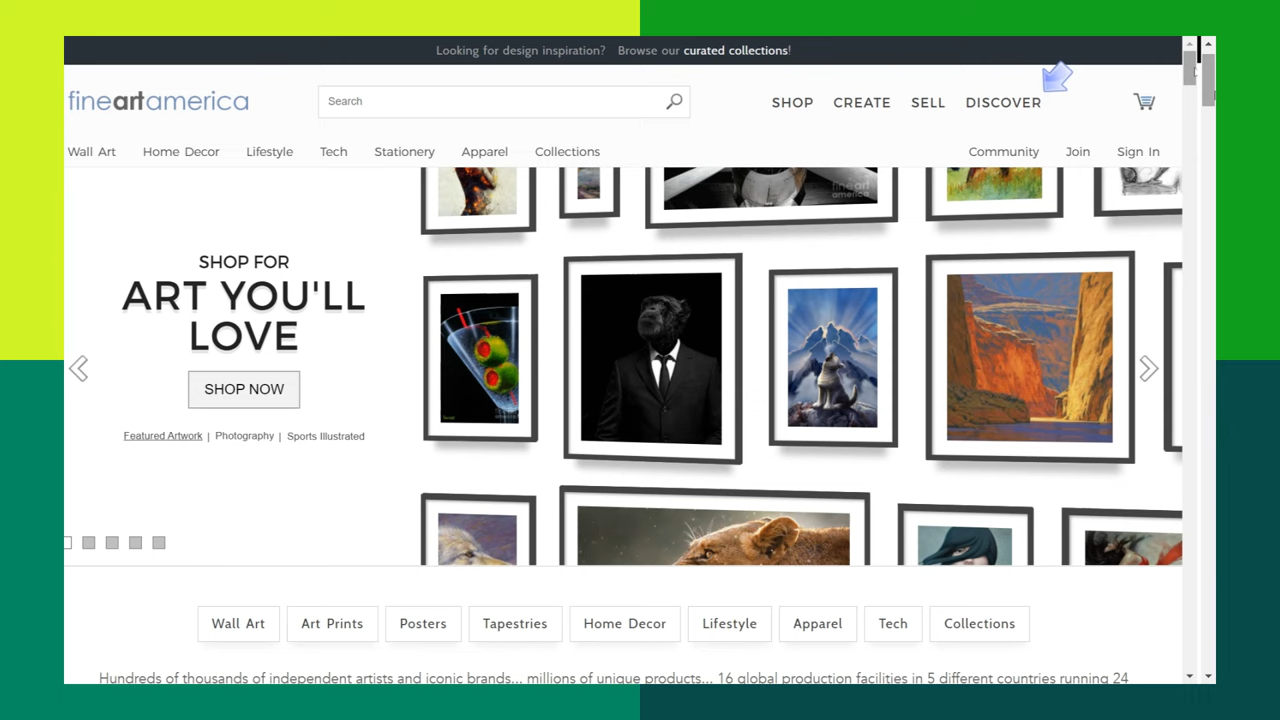 Looking for design inspiration? Browse our curated collections!
fineartamerica
Search
SHOP CREATE SELL DISCOVER
Wall Art Home Decor Lifestyle Tech Stationery Apparel Collections
Community Join Sign In
fine art
america
SHOP FOR
ART YOU'LL
LOVE
SHOP NOW
Featured Artwork | Photography | Sports Illustrated
Wall Art Art Prints Posters Tapestries Home Decor Lifestyle Apparel Tech Collections
Hundreds of thousands of independent artists and iconic brands... millions of unique products... 16 global production facilities in 5 different countries running 24